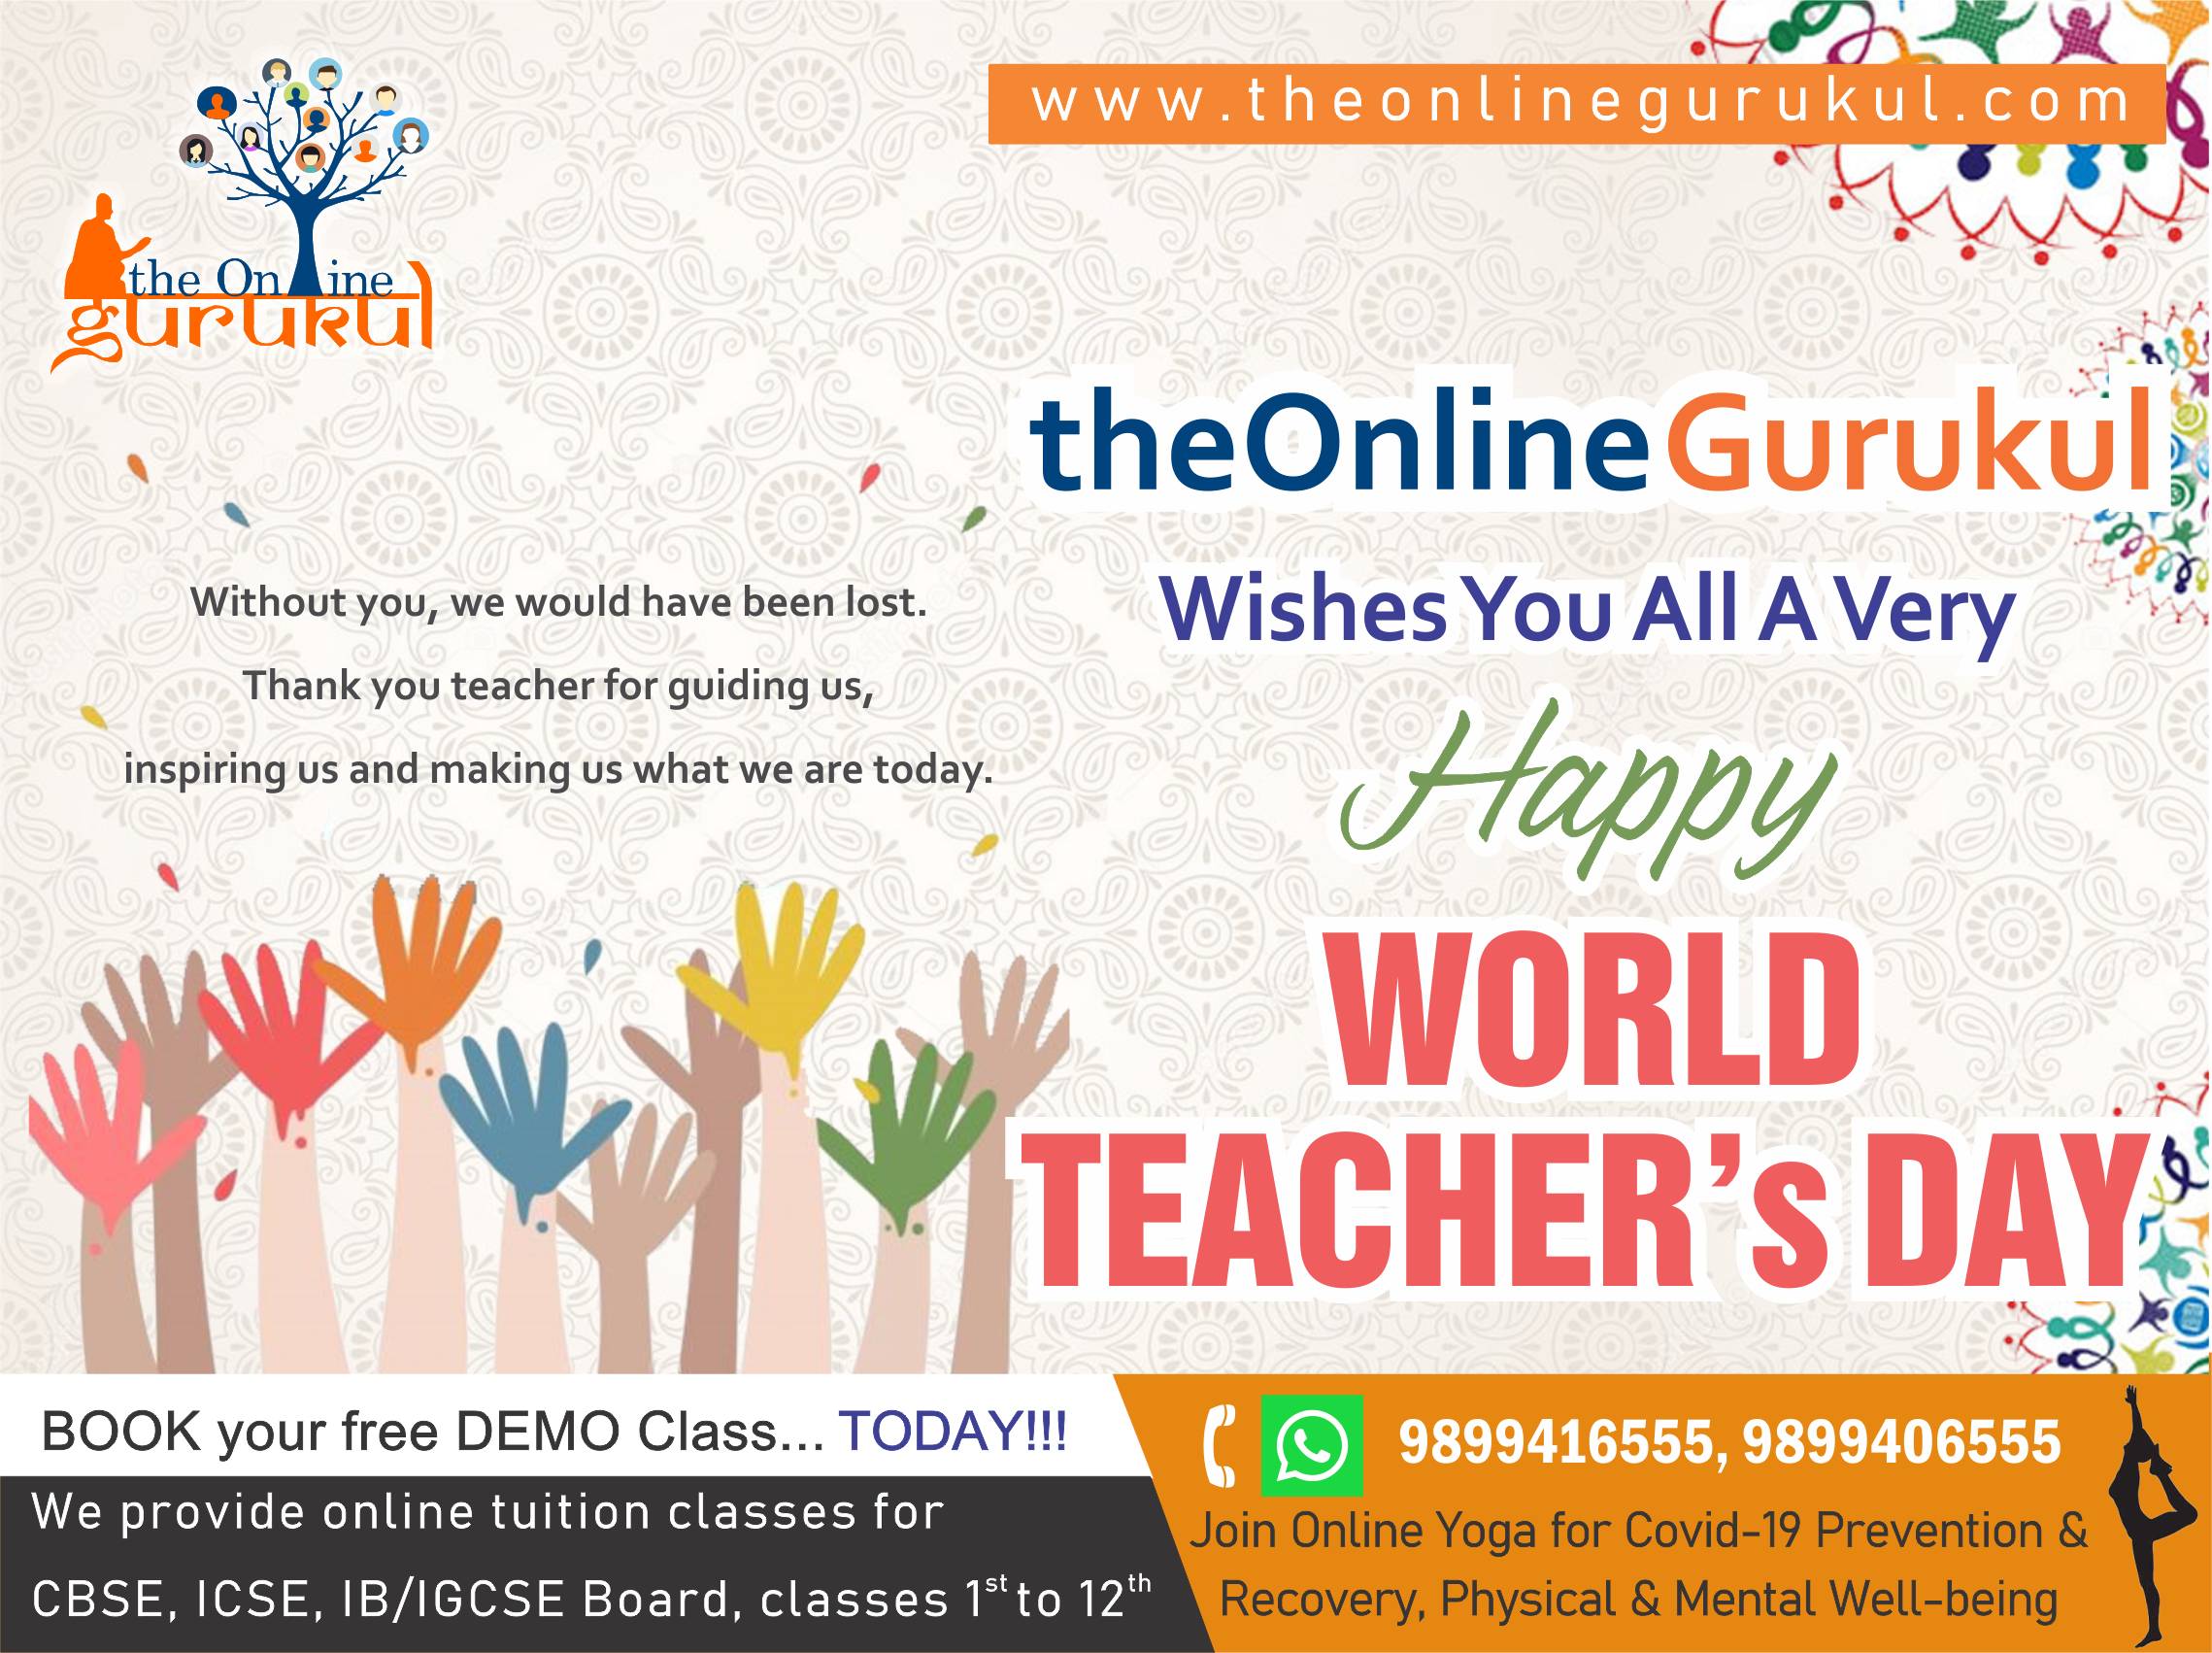 www.theonlinegurukul.com
the Online
gurukul
theOnlineGurukul
Wishes You All A Very
Happy
WORLD
TEACHER's DAY
Without you, we would have been lost.
Thank you teacher for guiding us,
inspiring us and making us what we are today.
BOOK your free DEMO Class... TODAY!!!
We provide online tuition classes for
CBSE, ICSE, IB/IGCSE Board, classes 1st to 12th
9899416555, 9899406555
Join Online Yoga for Covid-19 Prevention &
Recovery, Physical & Mental Well-being